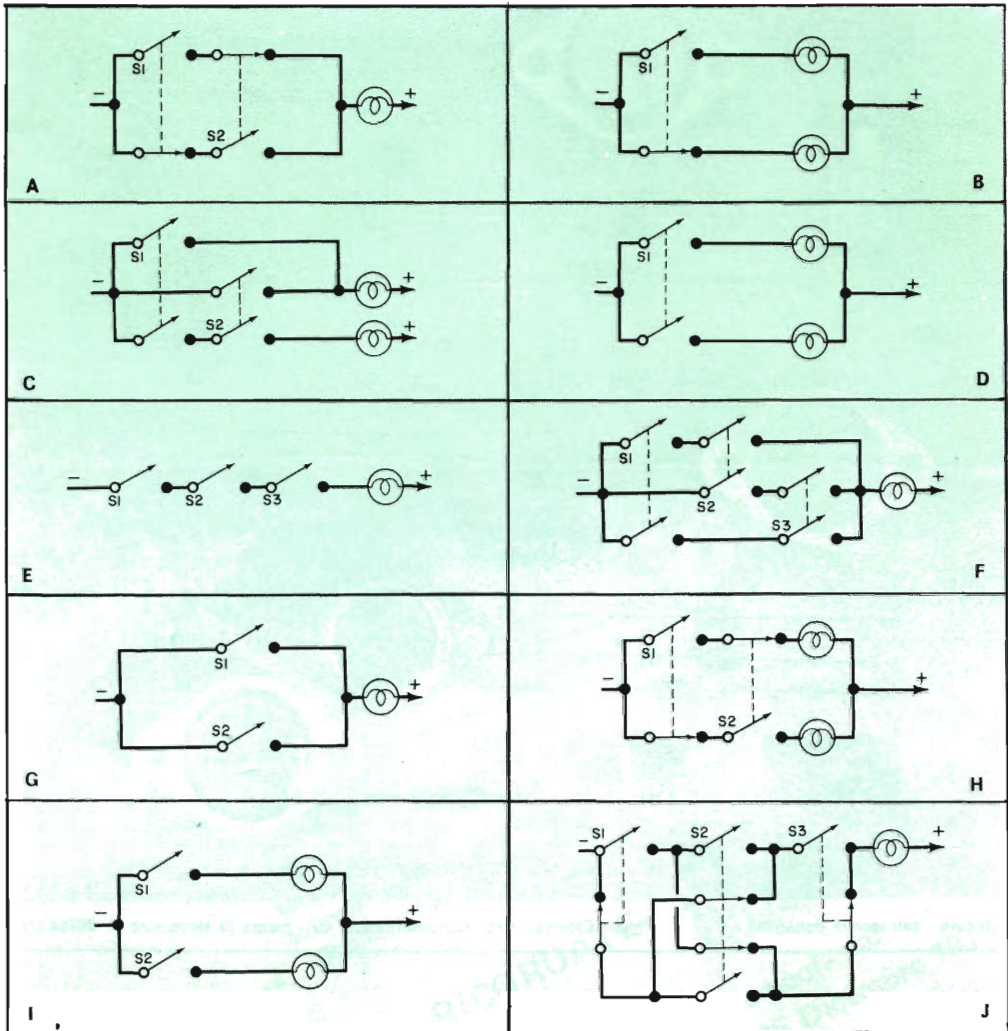 S1
− +
S2
A
S1
− +
B
S1
− +
S2 +
C
S1
− +
D
− +
S1 S2 S3
E
S1
− S2 +
S3
F
S1
− +
S2
G
S1
− +
S2
H
S1
− +
S2
I
S1 S2 S3 +
−
J